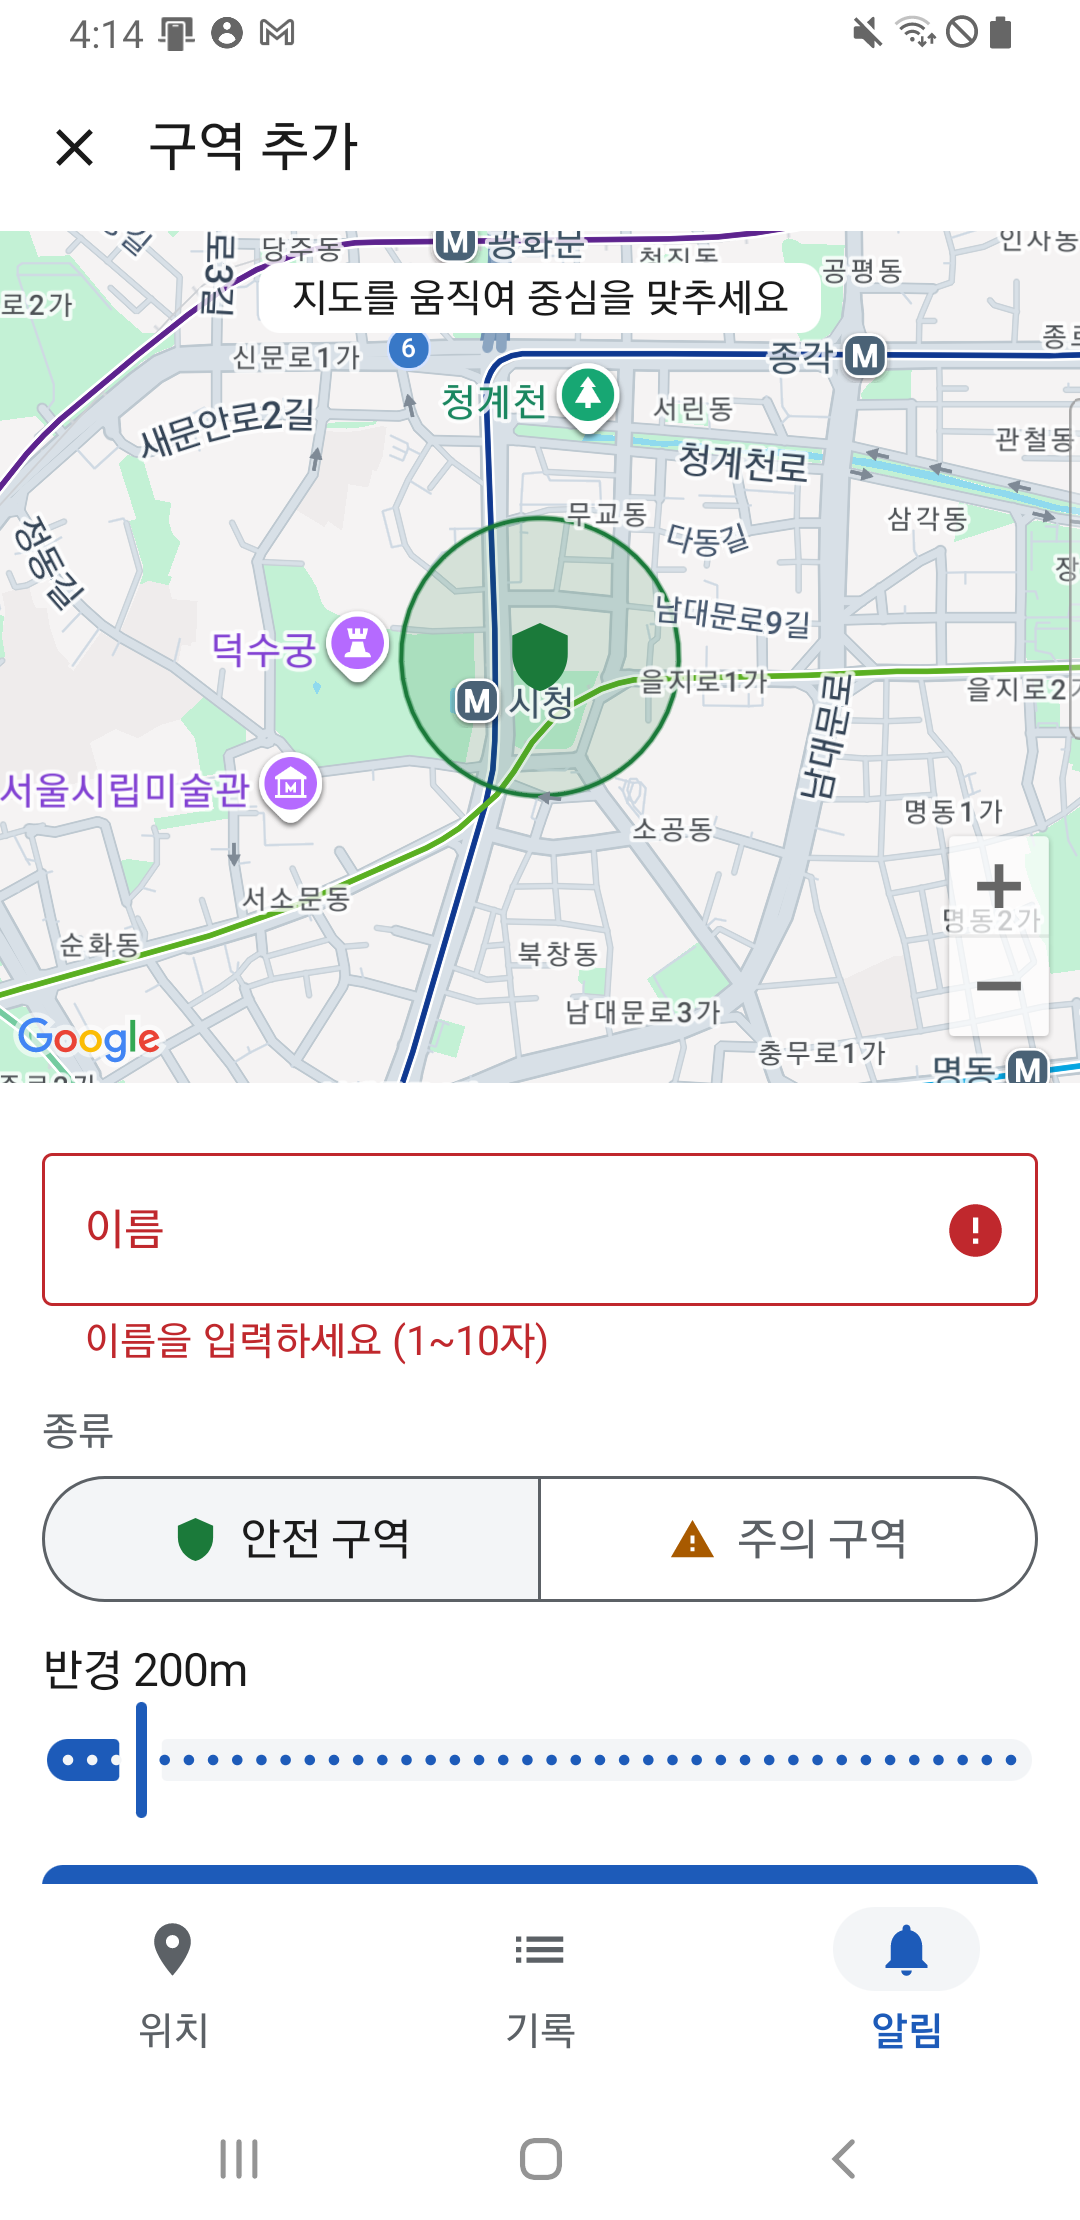 4:14
구역 추가
당주동
광화문
청진동
인사동
로3길
공평동
로2가
지도를 움직여 중심을 맞추세요
신문로1가
6
종각
청계천
서린동
새문안로2길
관철동
청계천로
무교동
다동길
삼각동
정동길
남대문로9길
덕수궁
시청
을지로1가
을지로2가
남대문로
서울시립미술관
명동1가
소공동
서소문동
명동2가
순화동
북창동
남대문로3가
Google
충무로1가
명동
이름
이름을 입력하세요 (1~10자)
종류
안전 구역
주의 구역
반경 200m
위치
기록
알림